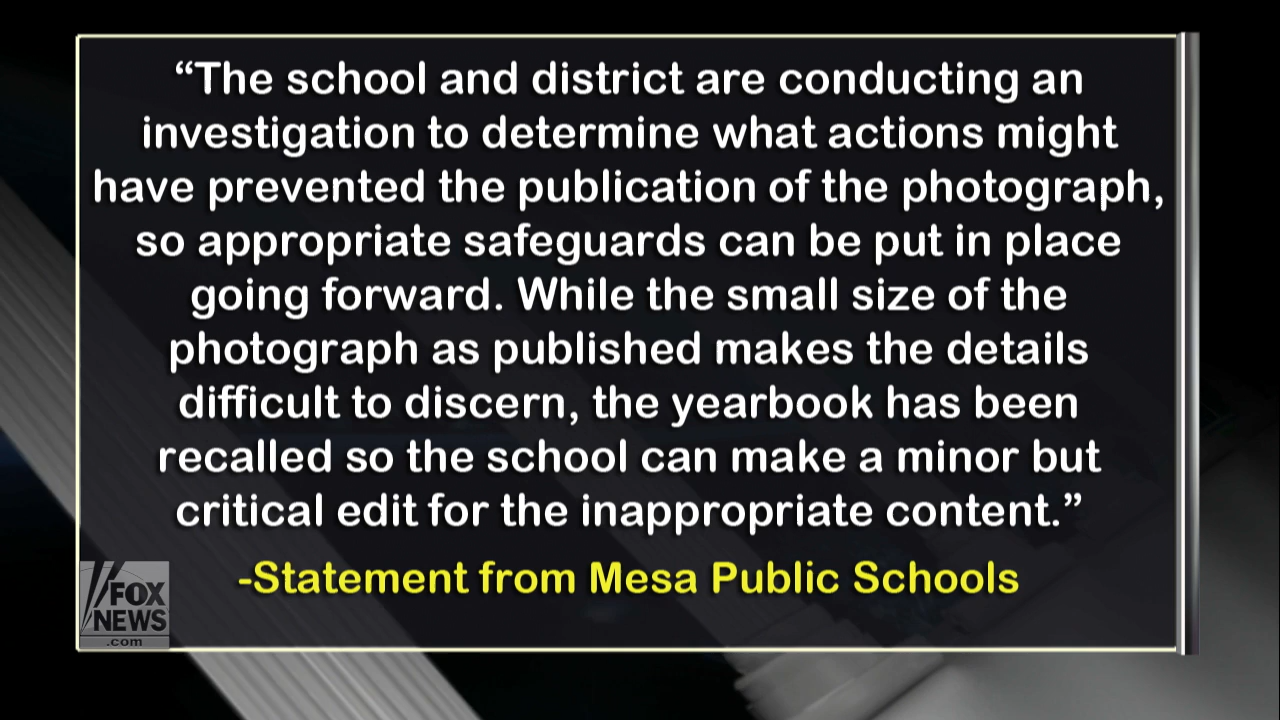 “The school and district are conducting an
investigation to determine what actions might
have prevented the publication of the photograph,
so appropriate safeguards can be put in place
going forward. While the small size of the
photograph as published makes the details
difficult to discern, the yearbook has been
recalled so the school can make a minor but
critical edit for the inappropriate content.”
-Statement from Mesa Public Schools
FOX
NEWS
.com